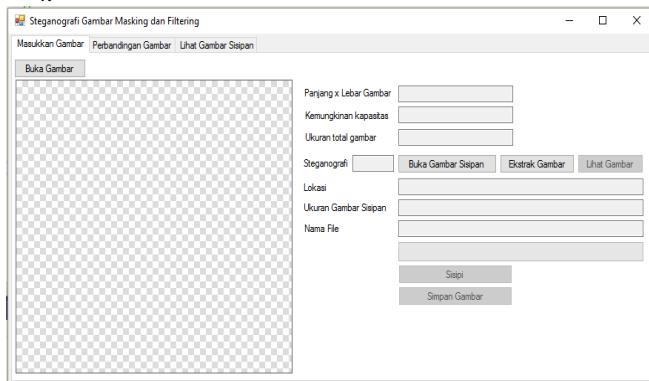 Steganografi Gambar Masking dan Filtering
Masukkan Gambar Perbandingan Gambar Lihat Gambar Sisipan
Buka Gambar
Panjang x Lebar Gambar
Kemungkinan kapasitas
Ukuran total gambar
Steganografi Buka Gambar Sisipan Ekstrak Gambar Lihat Gambar
Lokasi
Ukuran Gambar Sisipan
Nama File
Sisipi
Simpan Gambar